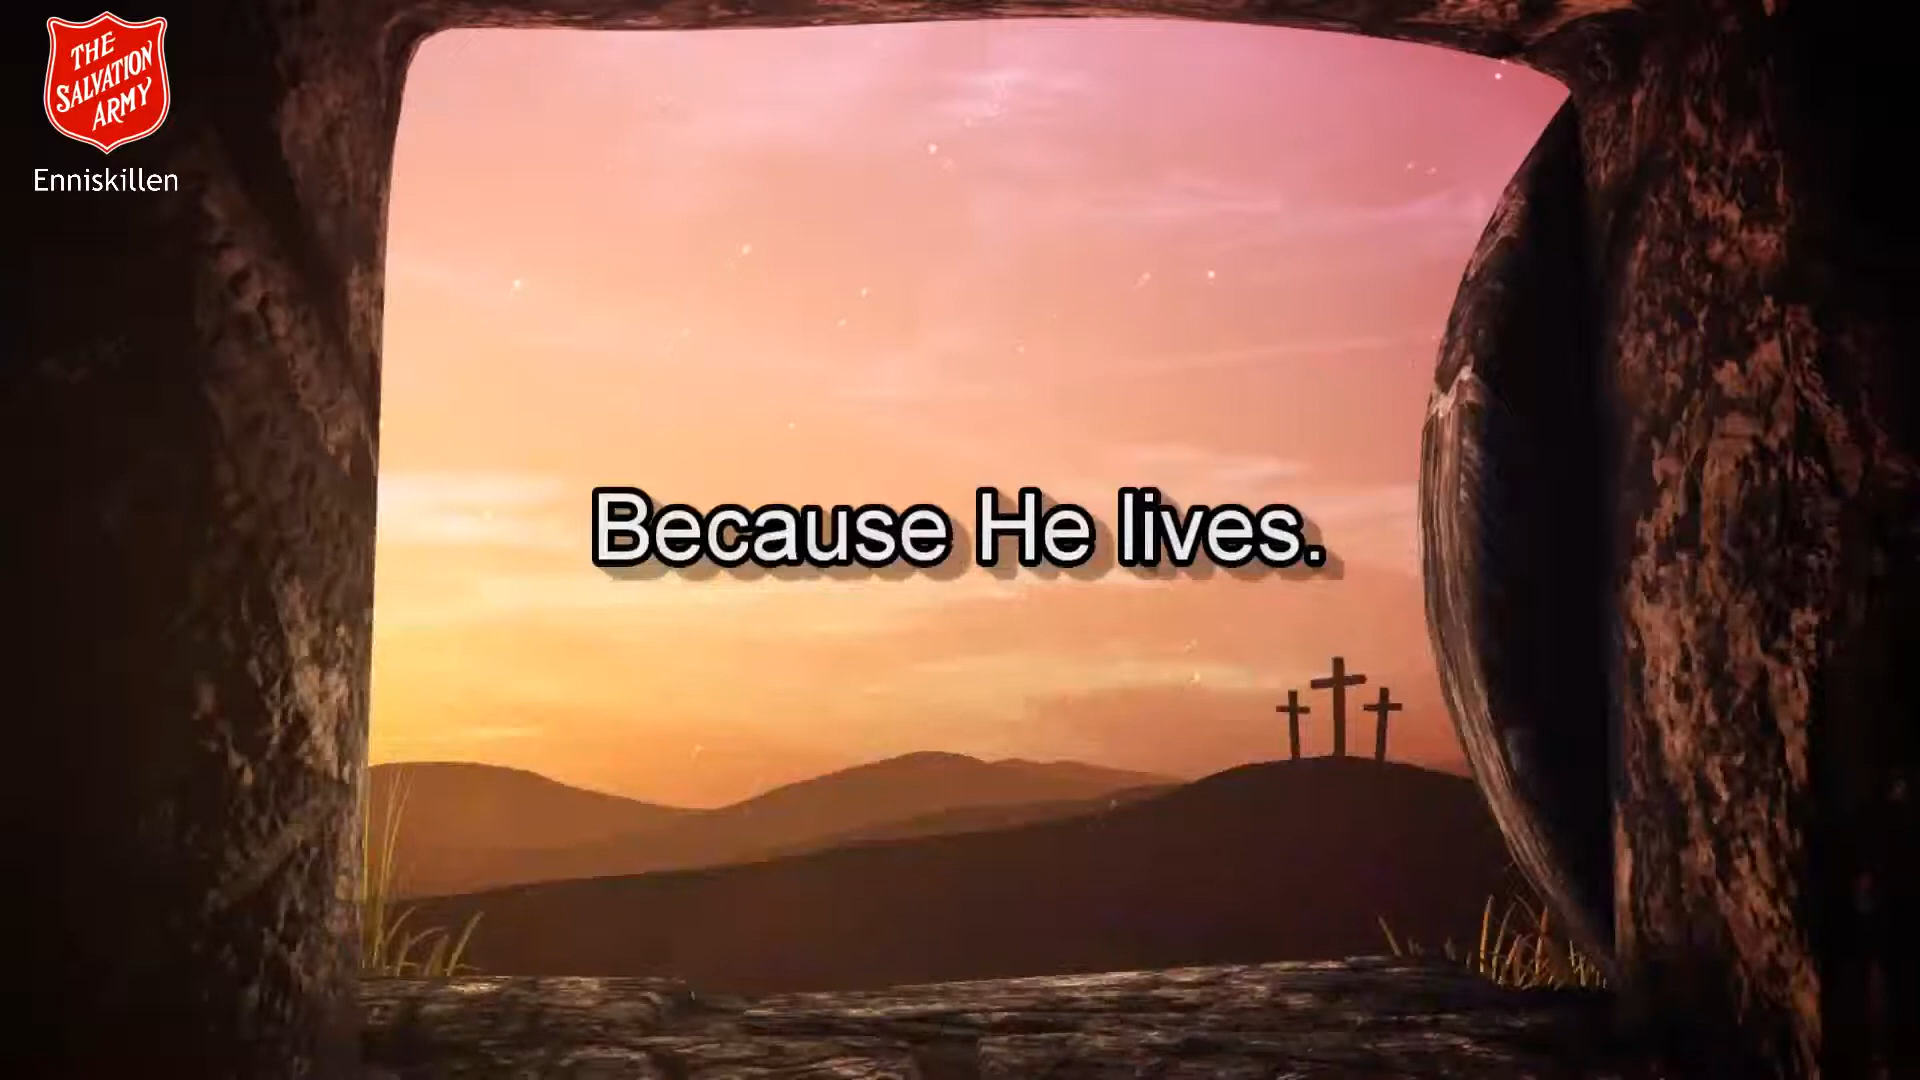 THE
SALVATION
ARMY
Enniskillen
Because He lives.